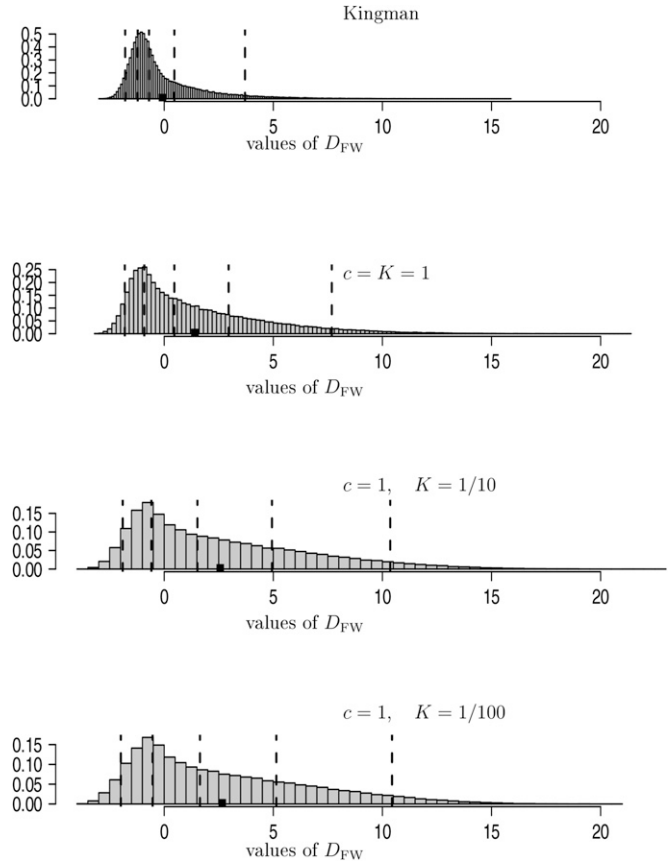 Kingman
0.5
0.4
0.3
0.2
0.1
0.0
0 5 10 15 20
values of D_FW
c = K = 1
0.25
0.20
0.15
0.10
0.05
0.00
0 5 10 15 20
values of D_FW
c = 1, K = 1/10
0.15
0.10
0.05
0.00
0 5 10 15 20
values of D_FW
c = 1, K = 1/100
0.15
0.10
0.05
0.00
0 5 10 15 20
values of D_FW